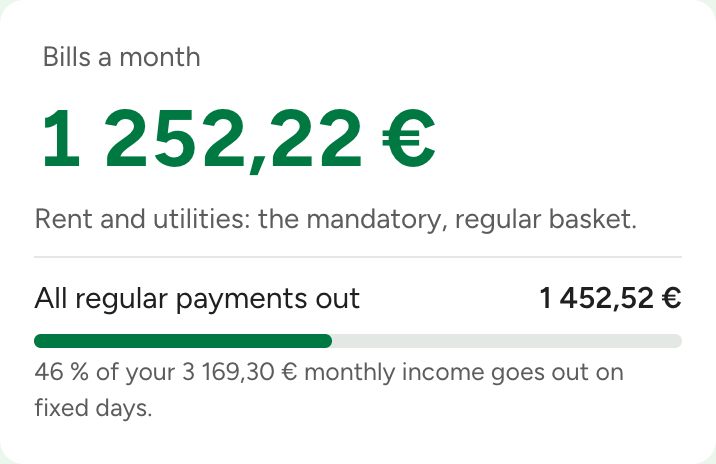 Bills a month
1 252,22 €
Rent and utilities: the mandatory, regular basket.
All regular payments out 1 452,52 €
46 % of your 3 169,30 € monthly income goes out on
fixed days.